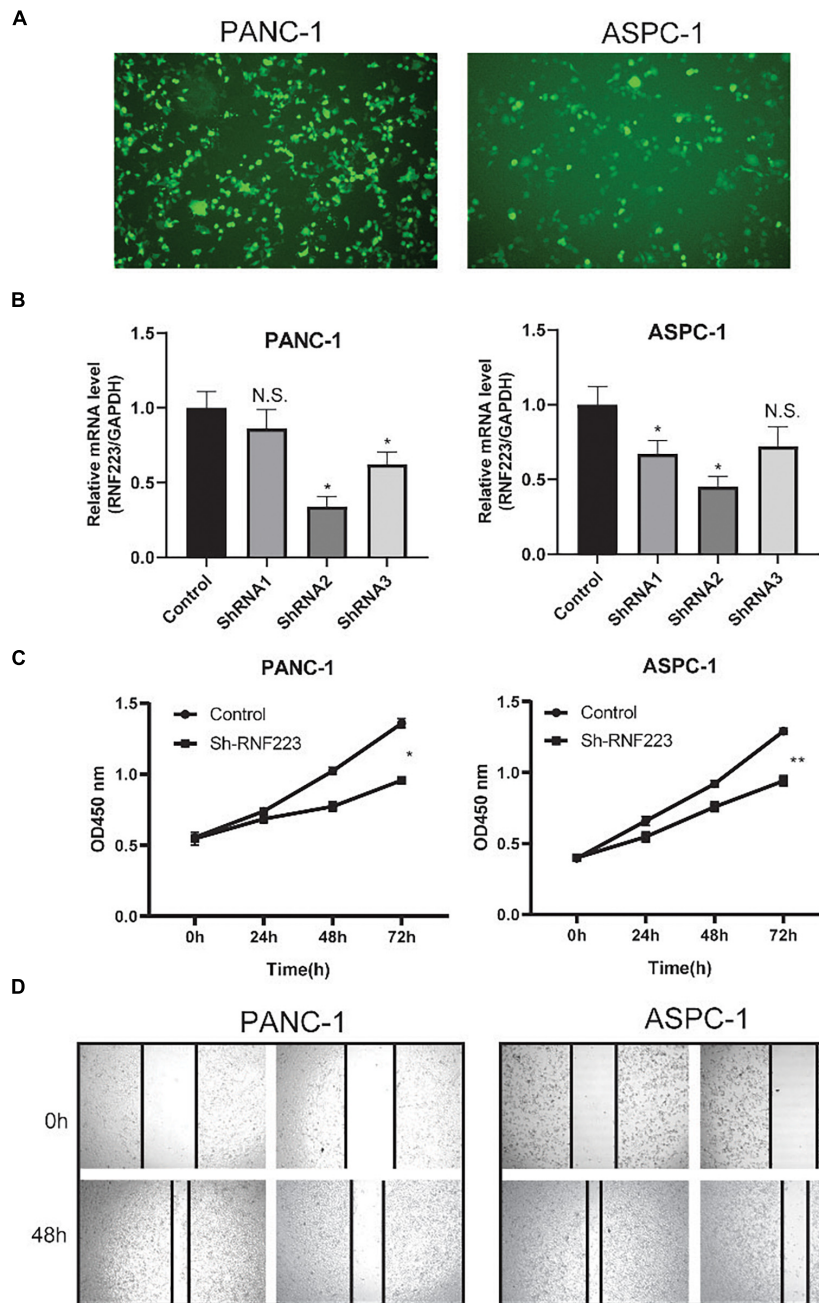 A
PANC-1
ASPC-1
B
PANC-1
Relative mRNA level
(RNF223/GAPDH)
1.5
1.0
0.5
0.0
N.S.
*
*
Control
ShRNA1
ShRNA2
ShRNA3
ASPC-1
Relative mRNA level
(RNF223/GAPDH)
1.5
1.0
0.5
0.0
*
*
N.S.
Control
ShRNA1
ShRNA2
ShRNA3
C
PANC-1
OD450 nm
1.5
1.0
0.5
0.0
Control
Sh-RNF223
*
0h
24h
48h
72h
Time(h)
ASPC-1
OD450 nm
1.5
1.0
0.5
0.0
Control
Sh-RNF223
**
0h
24h
48h
72h
Time(h)
D
PANC-1
ASPC-1
0h
48h